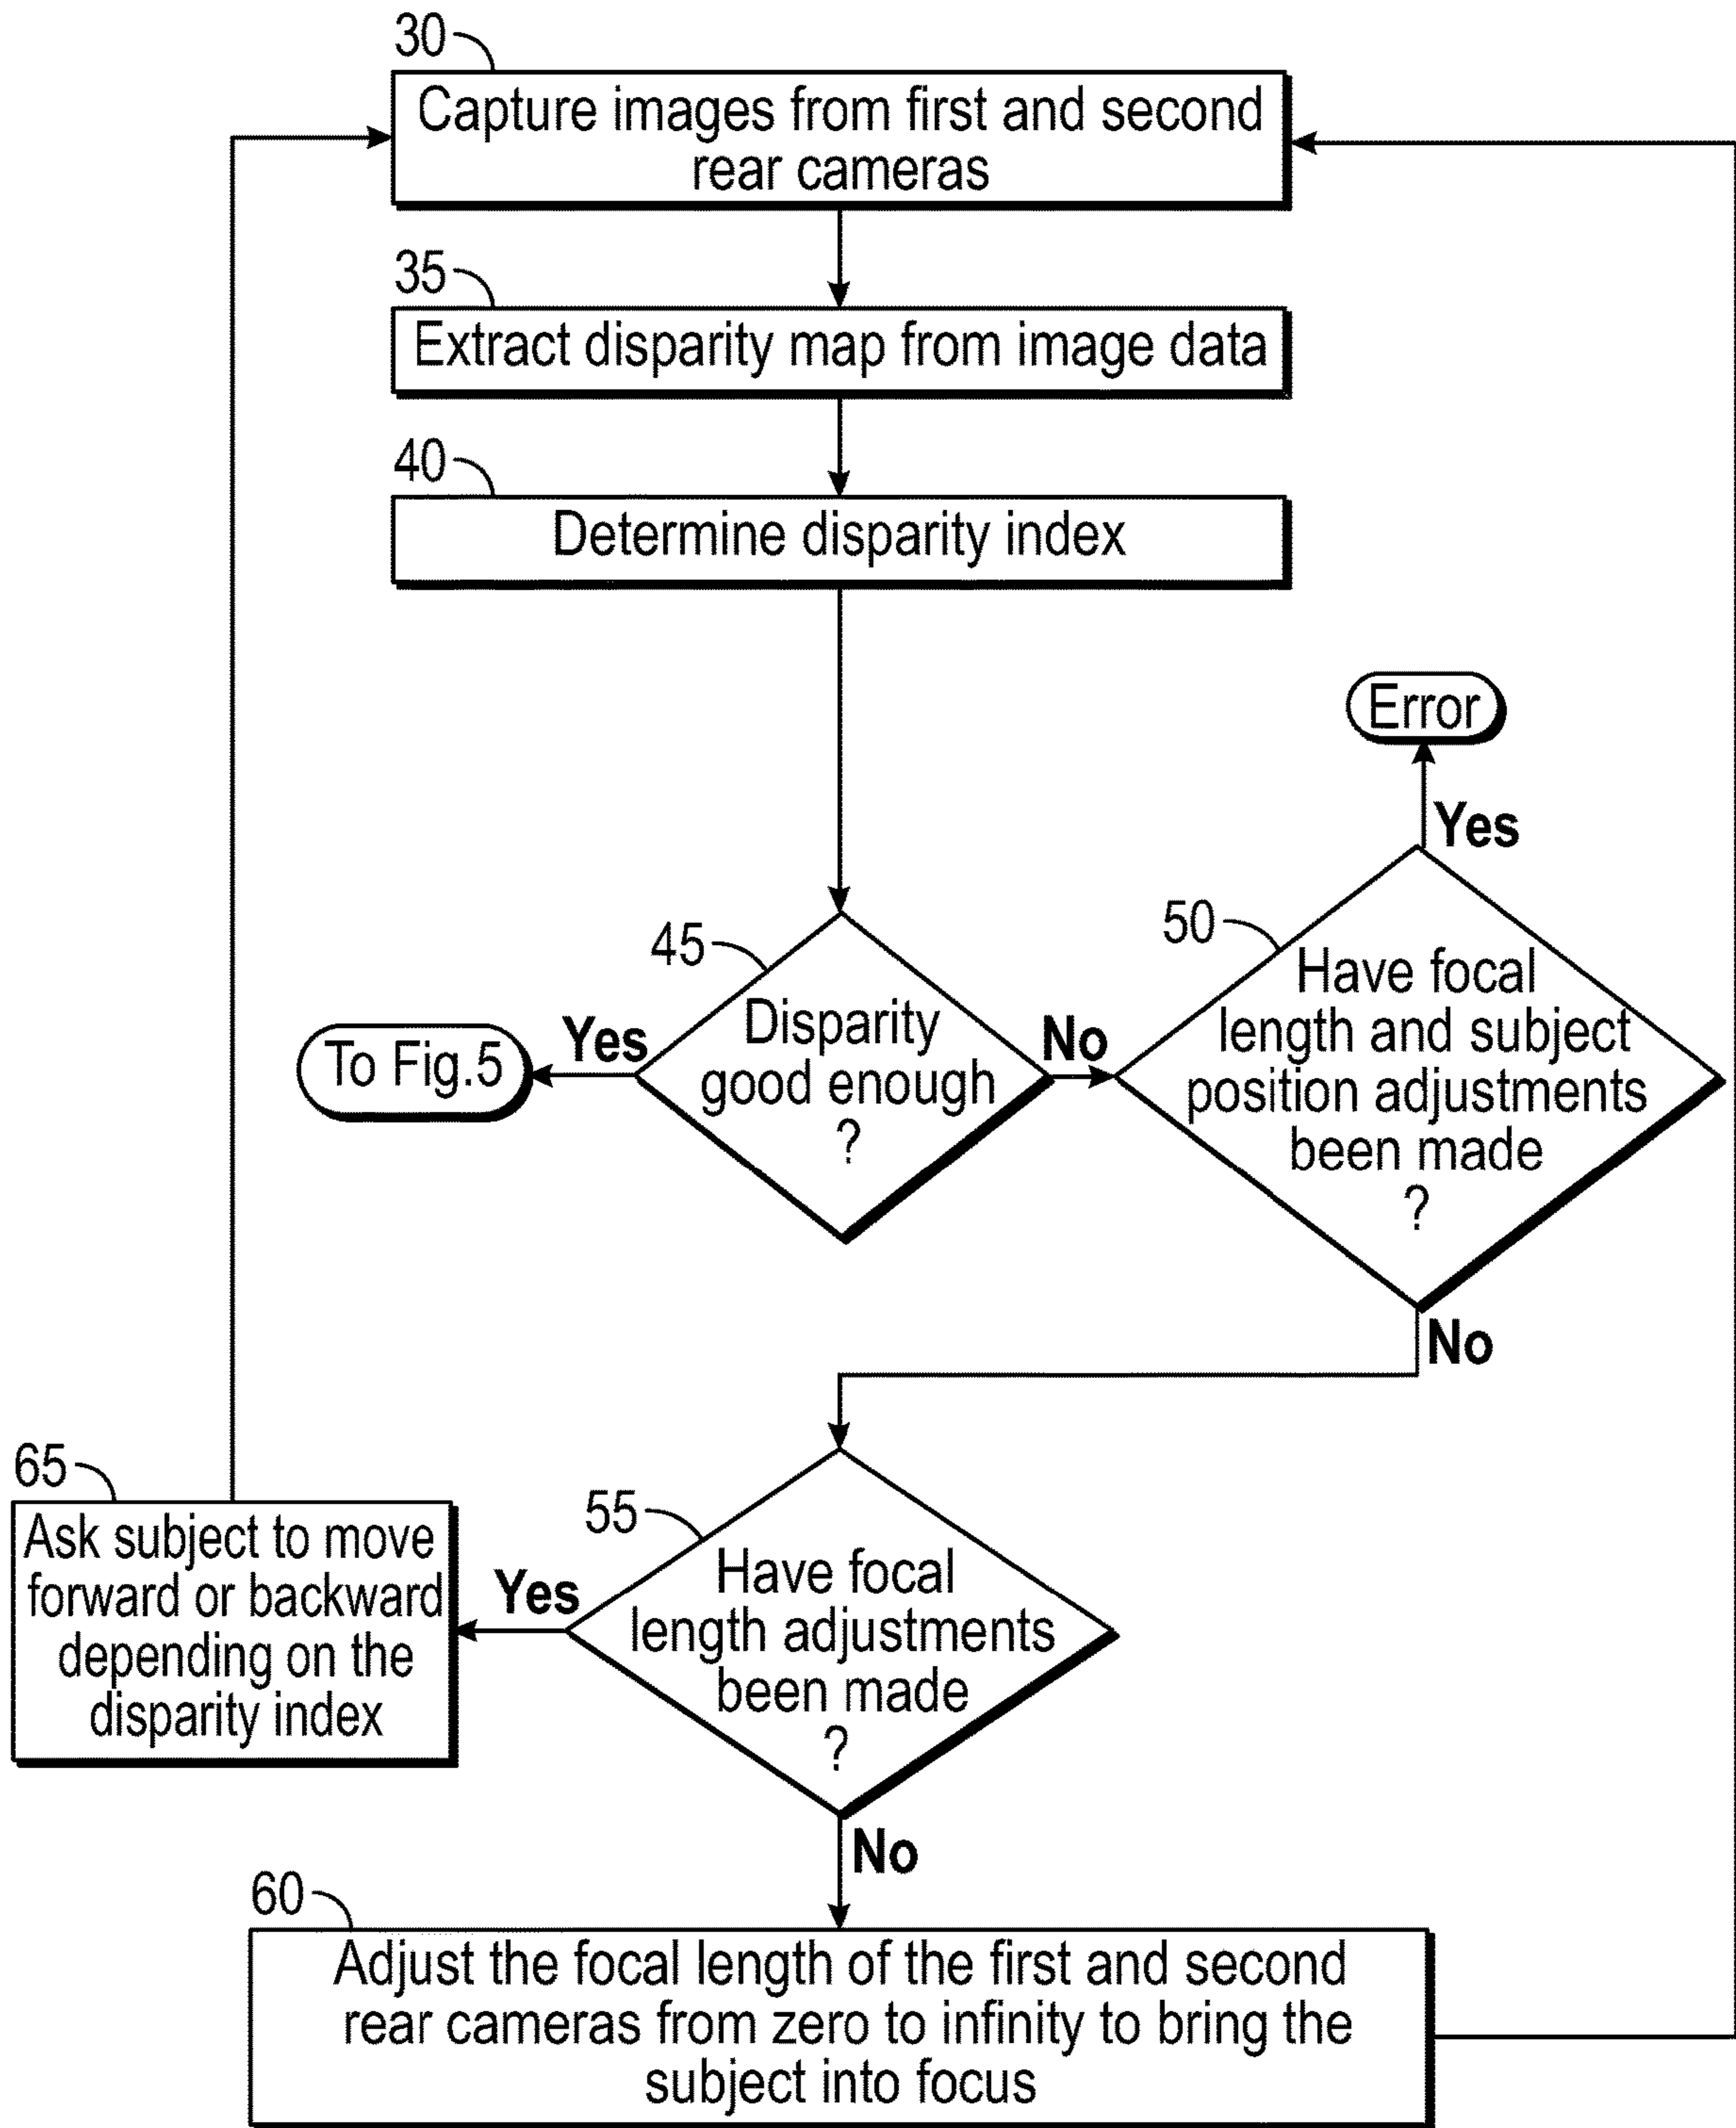 30
Capture images from first and second
rear cameras
35
Extract disparity map from image data
40
Determine disparity index
Error
Yes
45
Disparity
good enough
?
Yes
To Fig.5
No
50
Have focal
length and subject
position adjustments
been made
?
No
55
Have focal
length adjustments
been made
?
Yes
65
Ask subject to move
forward or backward
depending on the
disparity index
No
60
Adjust the focal length of the first and second
rear cameras from zero to infinity to bring the
subject into focus